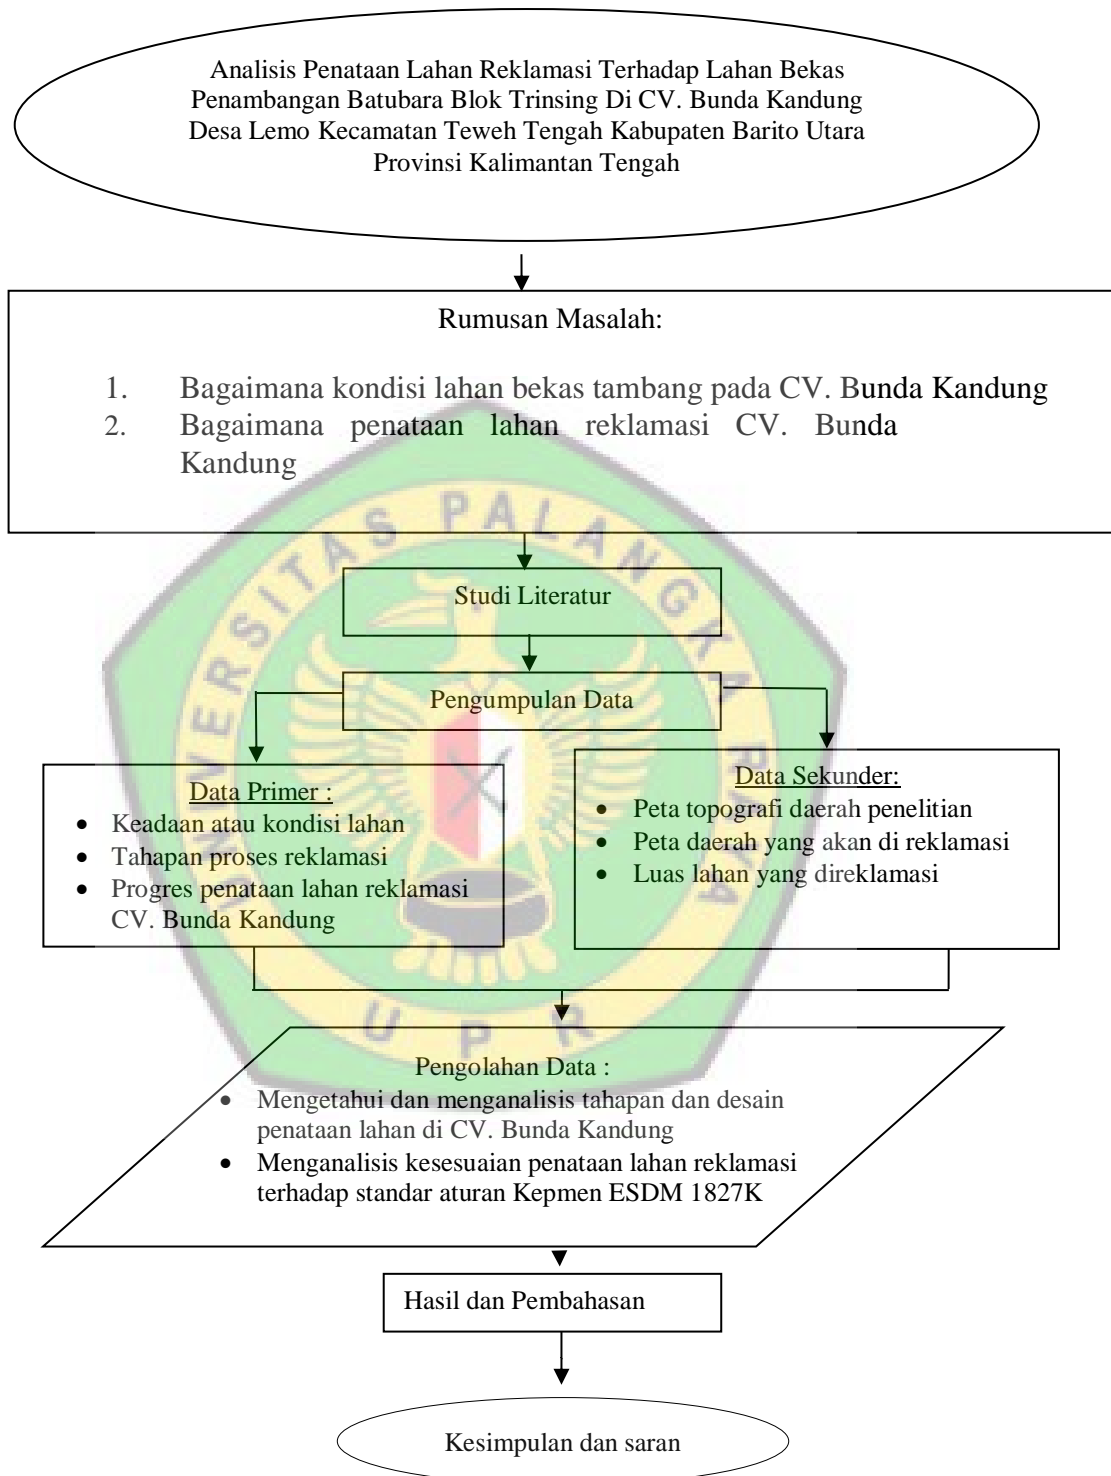 Analisis Penataan Lahan Reklamasi Terhadap Lahan Bekas
Penambangan Batubara Blok Trinsing Di CV. Bunda Kandung
Desa Lemo Kecamatan Teweh Tengah Kabupaten Barito Utara
Provinsi Kalimantan Tengah
Rumusan Masalah:
1. Bagaimana kondisi lahan bekas tambang pada CV. Bunda Kandung
2. Bagaimana penataan lahan reklamasi CV. Bunda
Kandung
UNIVERSITAS PALANGKA RAYA
Studi Literatur
Pengumpulan Data
Data Primer :
• Keadaan atau kondisi lahan
• Tahapan proses reklamasi
• Progres penataan lahan reklamasi
CV. Bunda Kandung
Data Sekunder:
• Peta topografi daerah penelitian
• Peta daerah yang akan di reklamasi
• Luas lahan yang direklamasi
UPR
Pengolahan Data :
• Mengetahui dan menganalisis tahapan dan desain
penataan lahan di CV. Bunda Kandung
• Menganalisis kesesuaian penataan lahan reklamasi
terhadap standar aturan Kepmen ESDM 1827K
Hasil dan Pembahasan
Kesimpulan dan saran